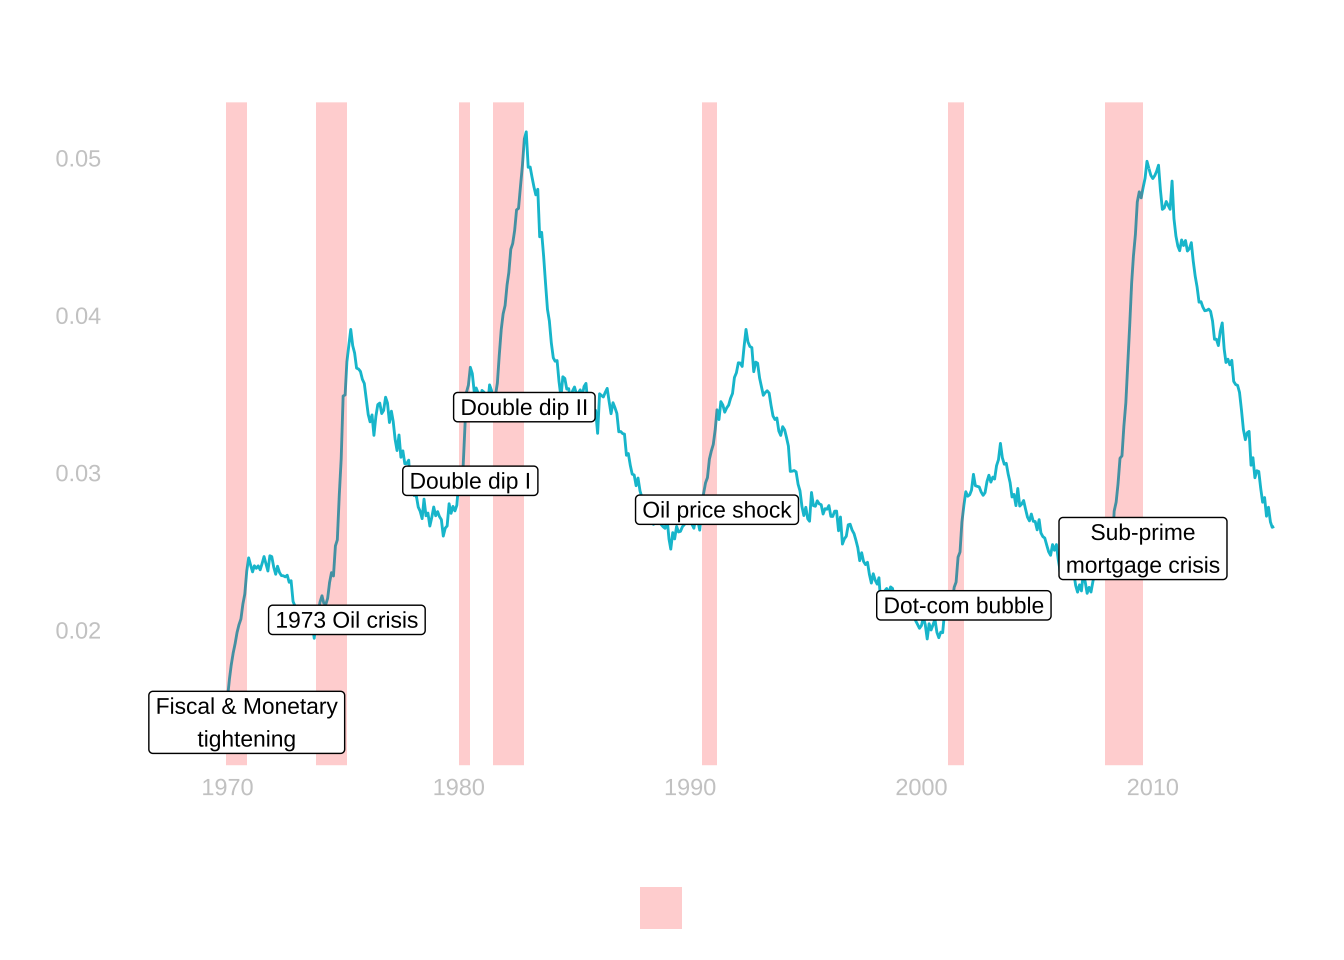 0.05
0.04
0.03
0.02
Double dip II
Double dip I
Oil price shock
Sub-prime
mortgage crisis
Dot-com bubble
1973 Oil crisis
Fiscal & Monetary
tightening
1970
1980
1990
2000
2010